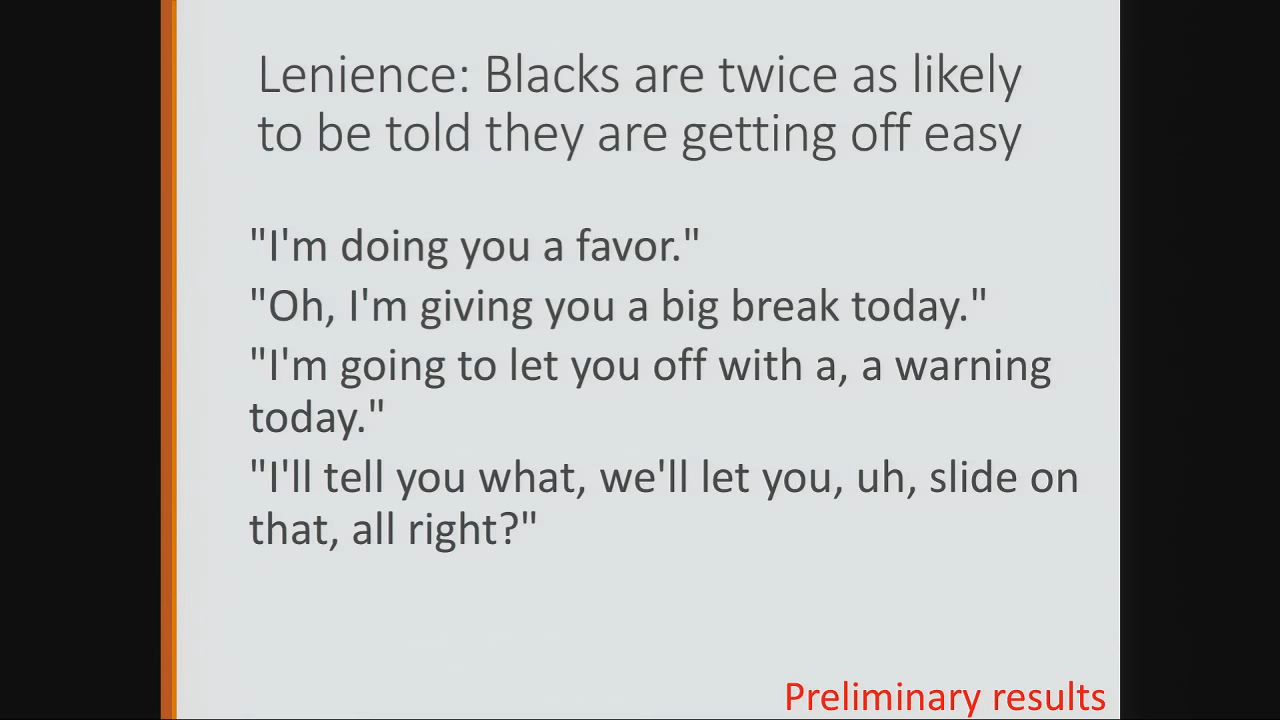 Lenience: Blacks are twice as likely
to be told they are getting off easy
"I'm doing you a favor."
"Oh, I'm giving you a big break today."
"I'm going to let you off with a, a warning
today."
"I'll tell you what, we'll let you, uh, slide on
that, all right?"
Preliminary results